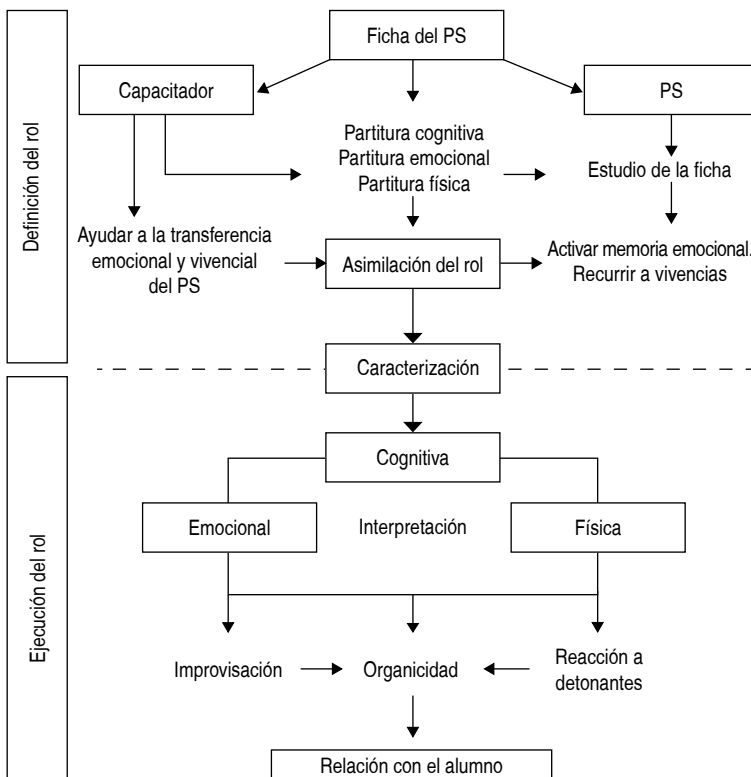 Ficha del PS
Capacitador
PS
Definición del rol
Partitura cognitiva
Partitura emocional
Partitura física
Estudio de la ficha
Ayudar a la transferencia
emocional y vivencial
del PS
Asimilación del rol
Activar memoria emocional.
Recurrir a vivencias
Caracterización
Ejecución del rol
Cognitiva
Emocional
Interpretación
Física
Improvisación
Organicidad
Reacción a
detonantes
Relación con el alumno